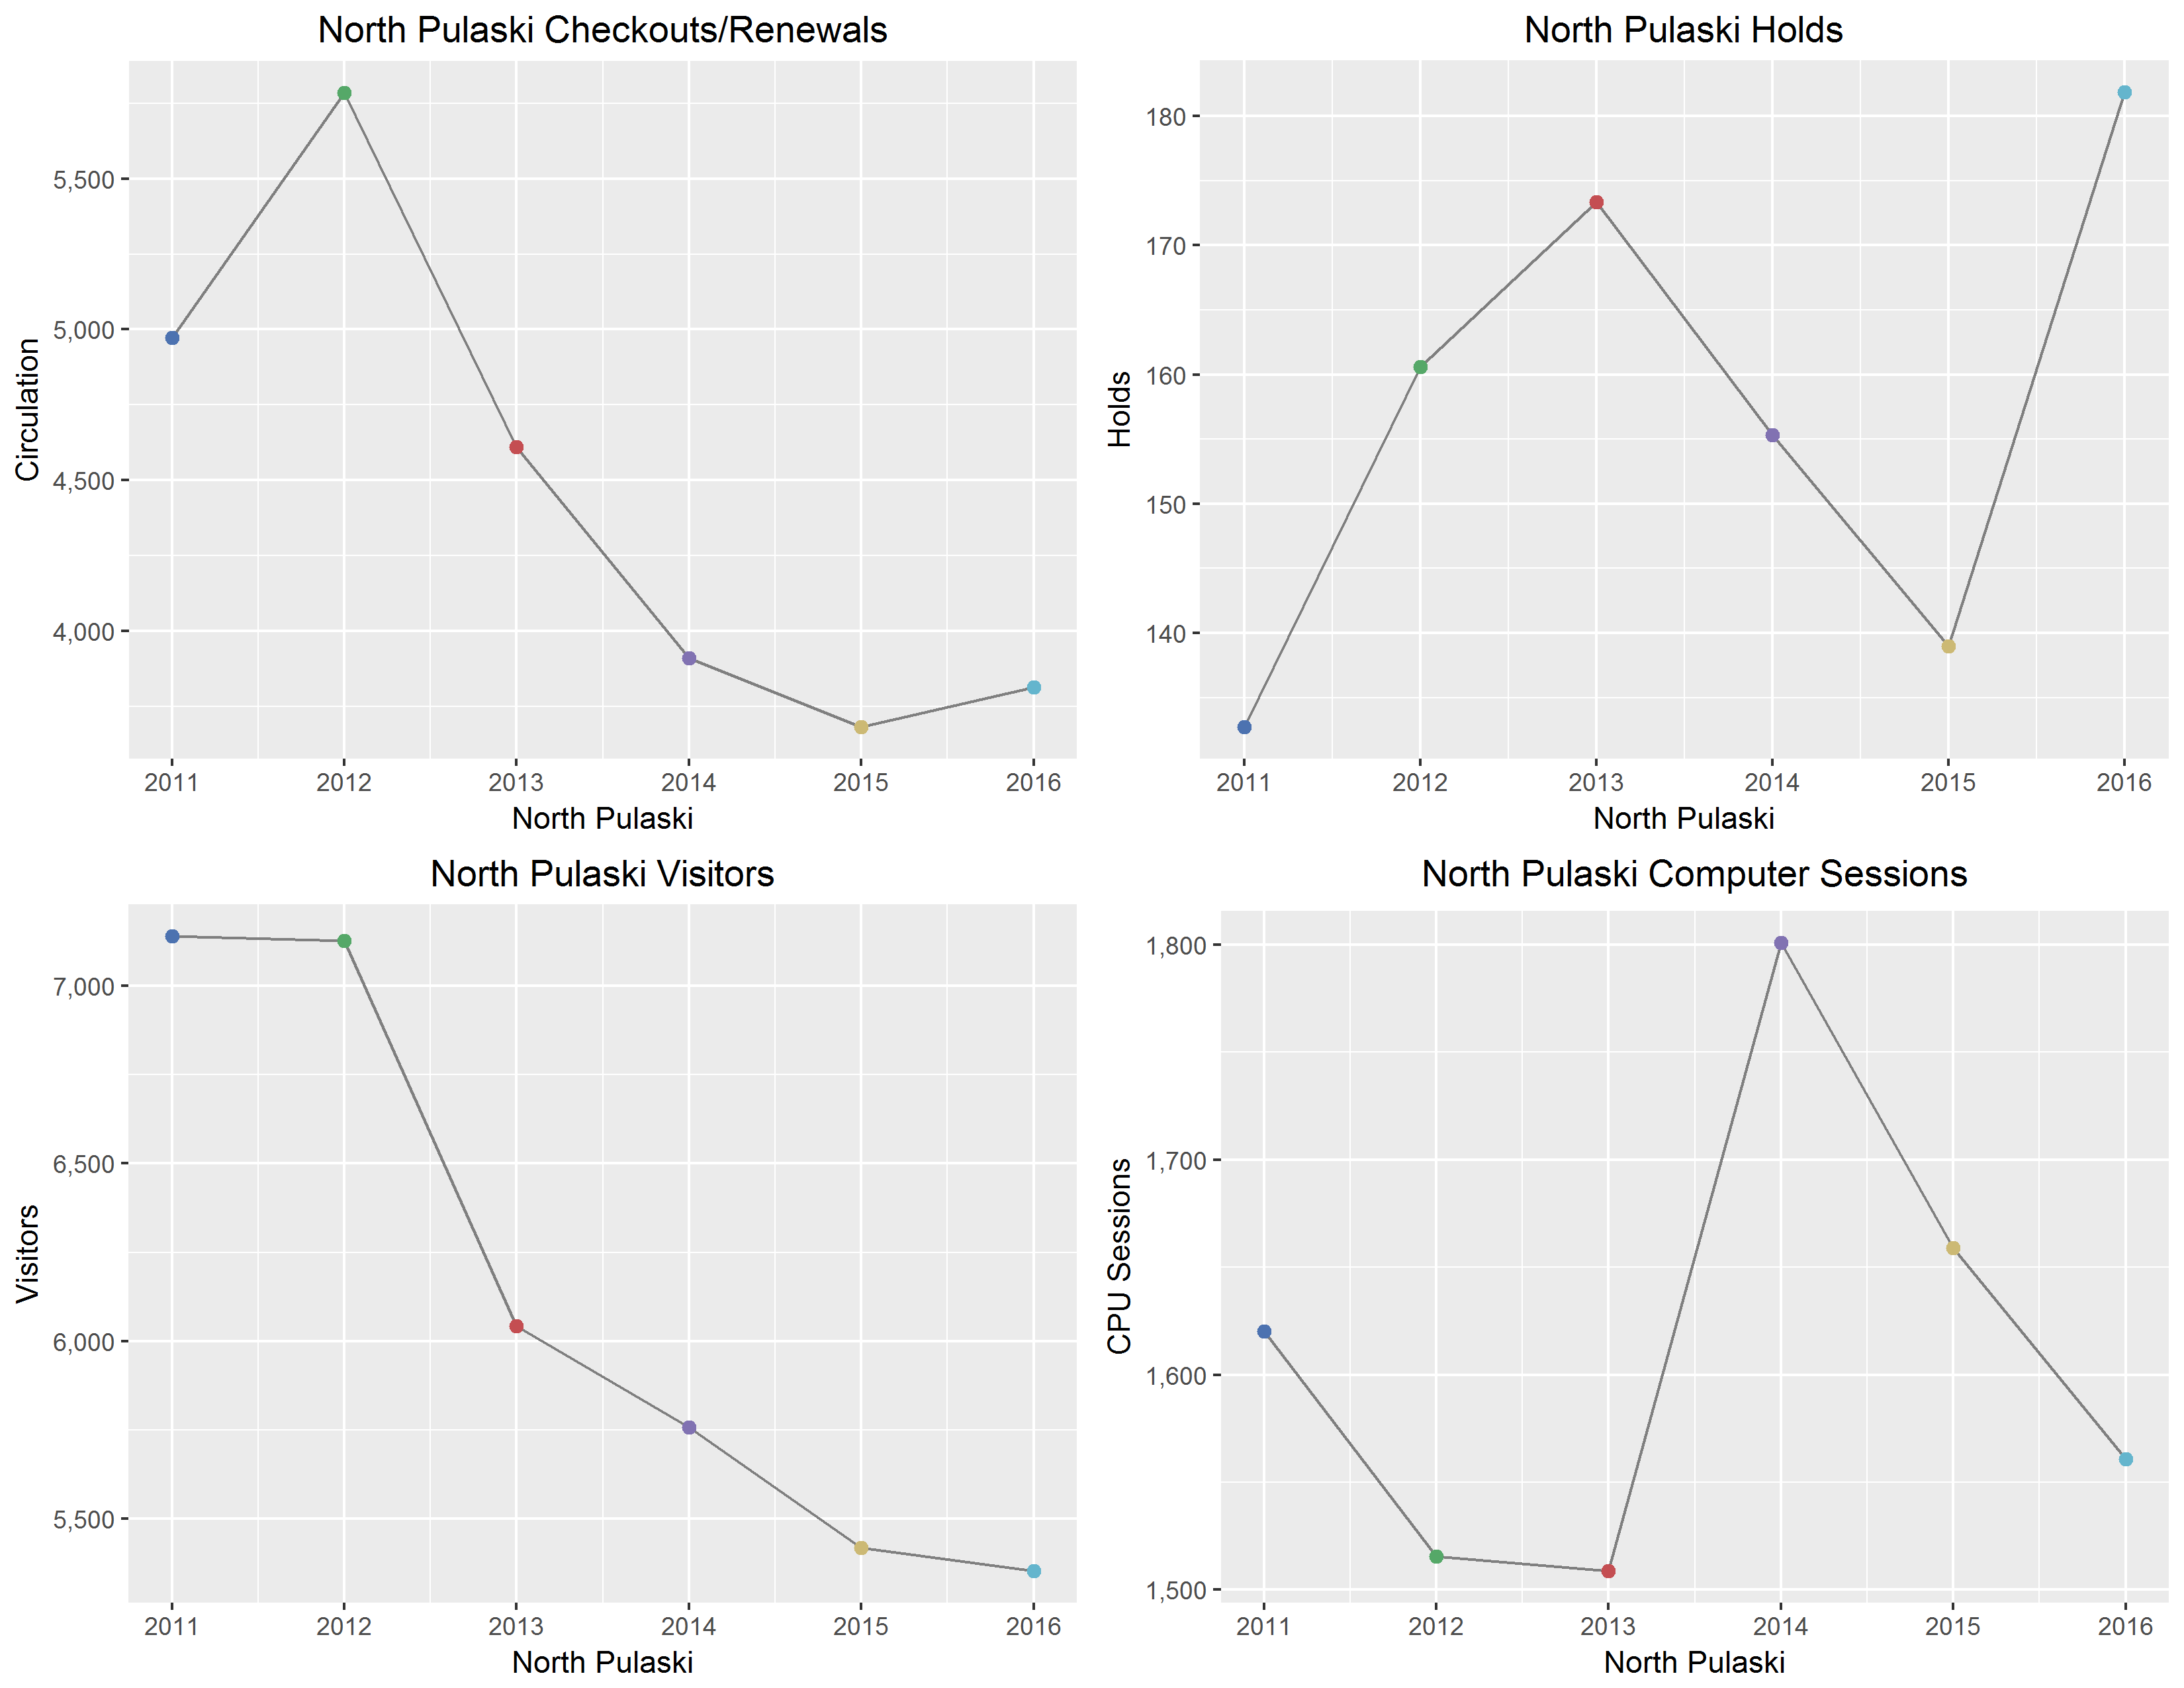 North Pulaski Checkouts/Renewals
Circulation
5,500
5,000
4,500
4,000
2011 2012 2013 2014 2015 2016
North Pulaski
North Pulaski Holds
Holds
180
170
160
150
140
2011 2012 2013 2014 2015 2016
North Pulaski
North Pulaski Visitors
Visitors
7,000
6,500
6,000
5,500
2011 2012 2013 2014 2015 2016
North Pulaski
North Pulaski Computer Sessions
CPU Sessions
1,800
1,700
1,600
1,500
2011 2012 2013 2014 2015 2016
North Pulaski